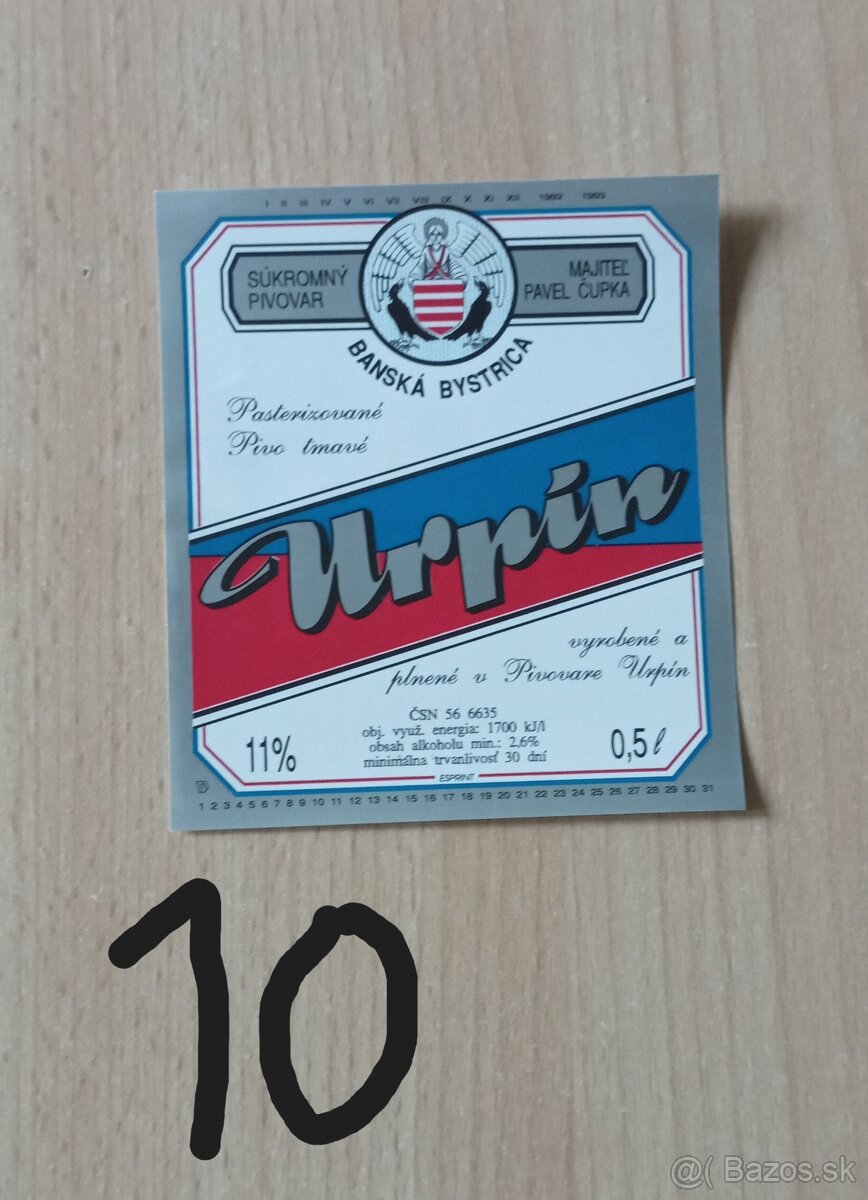 I II III IV V VI VII VIII IX X XI XII 1992 1993
SÚKROMNÝ
PIVOVAR
MAJITEĽ
PAVEL ČUPKA
BANSKÁ BYSTRICA
Pasterizované
Pivo tmavé
Urpín
vyrobené a
plnené v Pivovare Urpín
ČSN 56 6635
obj. využ. energia: 1700 kJ/l
obsah alkoholu min.: 2,6%
minimálna trvanlivosť 30 dní
11%
0,5 l
ESPRINT
1 2 3 4 5 6 7 8 9 10 11 12 13 14 15 16 17 18 19 20 21 22 23 24 25 26 27 28 29 30 31
10
@( Bazos.sk